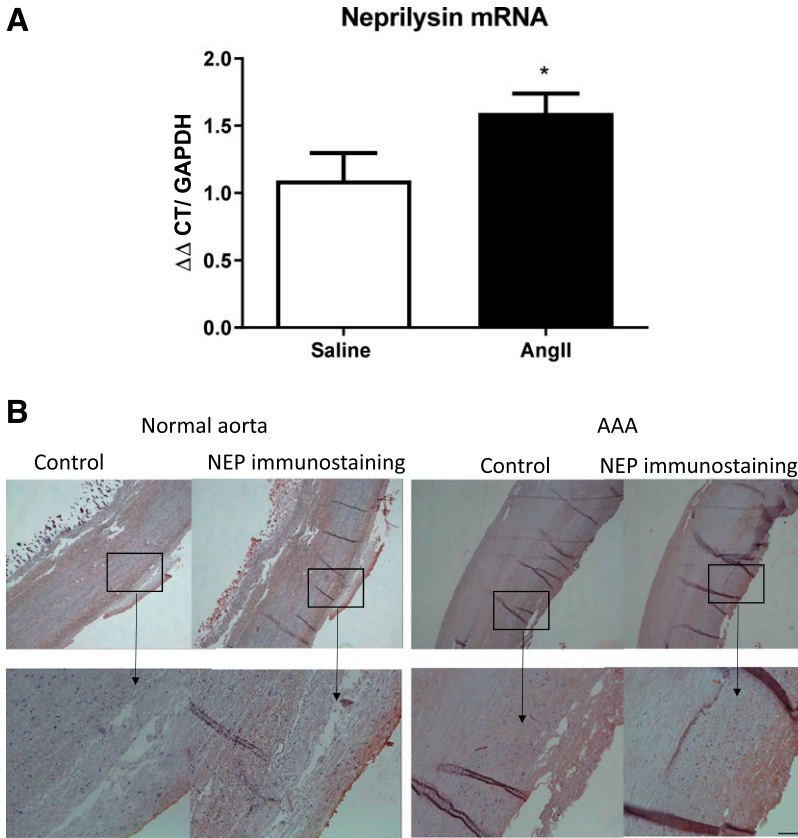 A
Neprilysin mRNA
2.0
*
1.5
1.0
0.5
0.0
ΔΔ CT/ GAPDH
Saline AngII
B
Normal aorta AAA
Control NEP immunostaining Control NEP immunostaining